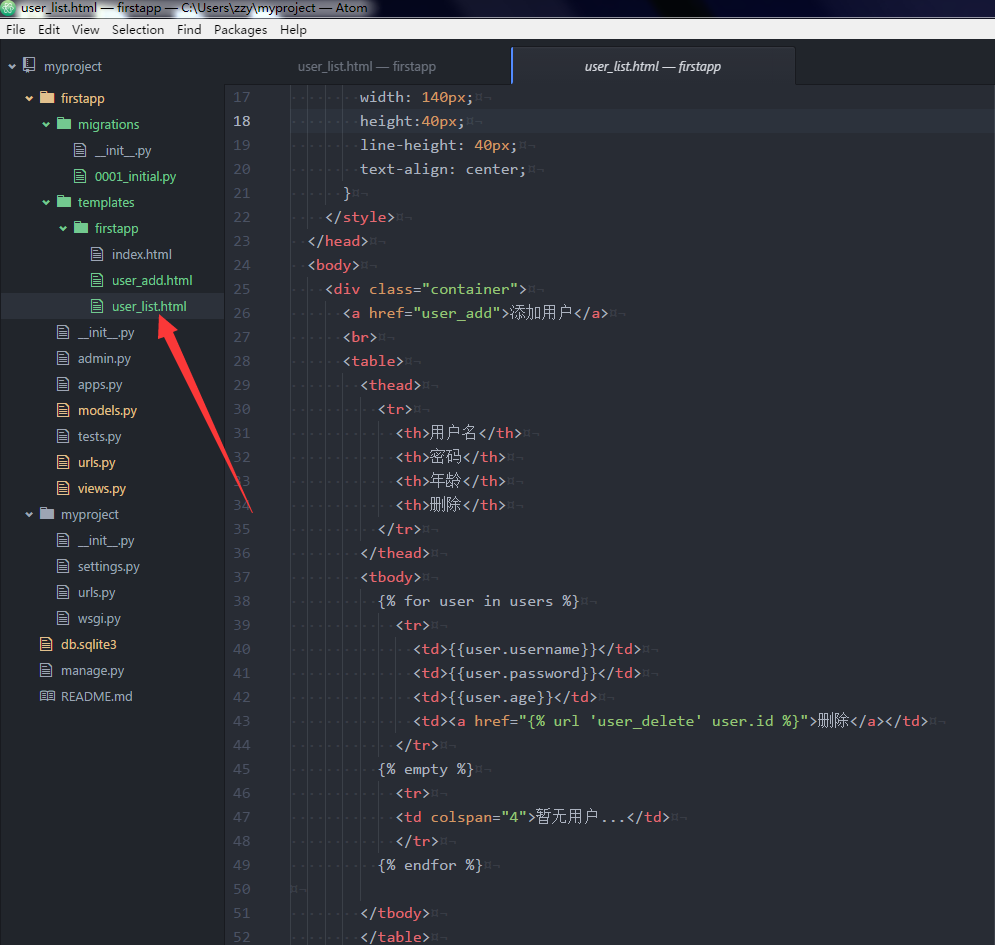 user_list.html — firstapp — C:\Users\zzy\myproject — Atom
File Edit View Selection Find Packages Help
myproject
firstapp
migrations
__init__.py
0001_initial.py
templates
firstapp
index.html
user_add.html
user_list.html
__init__.py
admin.py
apps.py
models.py
tests.py
urls.py
views.py
myproject
__init__.py
settings.py
urls.py
wsgi.py
db.sqlite3
manage.py
README.md
user_list.html — firstapp
user_list.html — firstapp
17 width: 140px;
18 height:40px;
19 line-height: 40px;
20 text-align: center;
21 }
22 </style>
23 </head>
24 <body>
25 <div class="container">
26 <a href="user_add">添加用户</a>
27 <br>
28 <table>
29 <thead>
30 <tr>
31 <th>用户名</th>
32 <th>密码</th>
33 <th>年龄</th>
34 <th>删除</th>
35 </tr>
36 </thead>
37 <tbody>
38 {% for user in users %}
39 <tr>
40 <td>{{user.username}}</td>
41 <td>{{user.password}}</td>
42 <td>{{user.age}}</td>
43 <td><a href="{% url 'user_delete' user.id %}">删除</a></td>
44 </tr>
45 {% empty %}
46 <tr>
47 <td colspan="4">暂无用户...</td>
48 </tr>
49 {% endfor %}
50
51 </tbody>
52 </table>